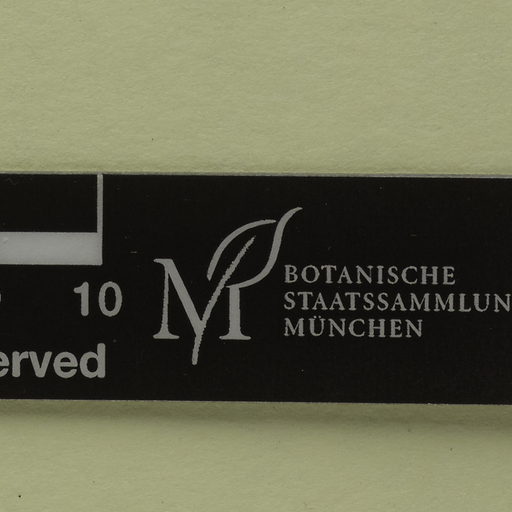 10
BOTANISCHE
STAATSSAMMLUN
MÜNCHEN
erved